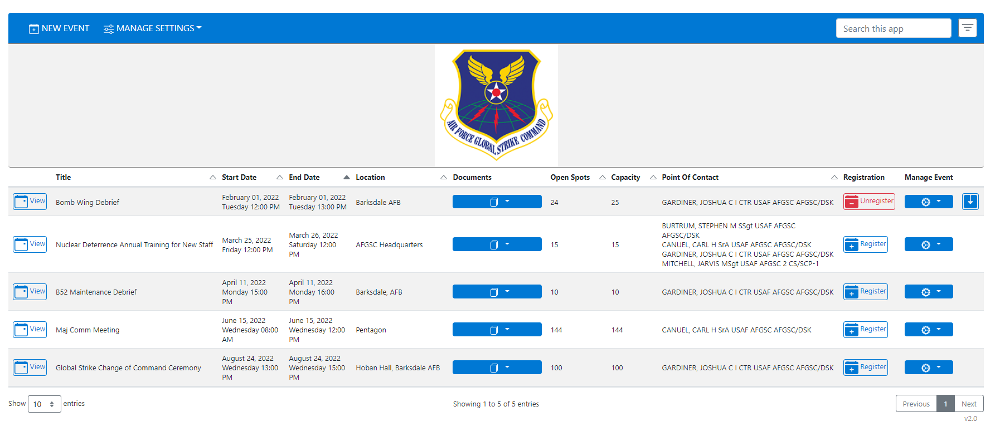 NEW EVENT MANAGE SETTINGS Search this app
AIR FORCE GLOBAL STRIKE COMMAND
Title Start Date End Date Location Documents Open Spots Capacity Point Of Contact Registration Manage Event
View Bomb Wing Debrief February 01, 2022 Tuesday 12:00 PM February 01, 2022 Tuesday 13:00 PM Barksdale AFB 24 25 GARDINER, JOSHUA C I CTR USAF AFGSC AFGSC/DSK Unregister
View Nuclear Deterrence Annual Training for New Staff March 25, 2022 Friday 12:00 PM March 26, 2022 Saturday 12:00 PM AFGSC Headquarters 15 15 BURTRUM, STEPHEN M SSgt USAF AFGSC AFGSC/DSK
CANUEL, CARL H SrA USAF AFGSC AFGSC/DSK
GARDINER, JOSHUA C I CTR USAF AFGSC AFGSC/DSK
MITCHELL, JARVIS MSgt USAF AFGSC 2 CS/SCP-1 Register
View B52 Maintenance Debrief April 11, 2022 Monday 15:00 PM April 11, 2022 Monday 16:00 PM Barksdale, AFB 10 10 GARDINER, JOSHUA C I CTR USAF AFGSC AFGSC/DSK Register
View Maj Comm Meeting June 15, 2022 Wednesday 08:00 AM June 15, 2022 Wednesday 12:00 PM Pentagon 144 144 CANUEL, CARL H SrA USAF AFGSC AFGSC/DSK Register
View Global Strike Change of Command Ceremony August 24, 2022 Wednesday 13:00 PM August 24, 2022 Wednesday 15:00 PM Hoban Hall, Barksdale AFB 100 100 GARDINER, JOSHUA C I CTR USAF AFGSC AFGSC/DSK Register
Show 10 entries Showing 1 to 5 of 5 entries Previous 1 Next
v2.0